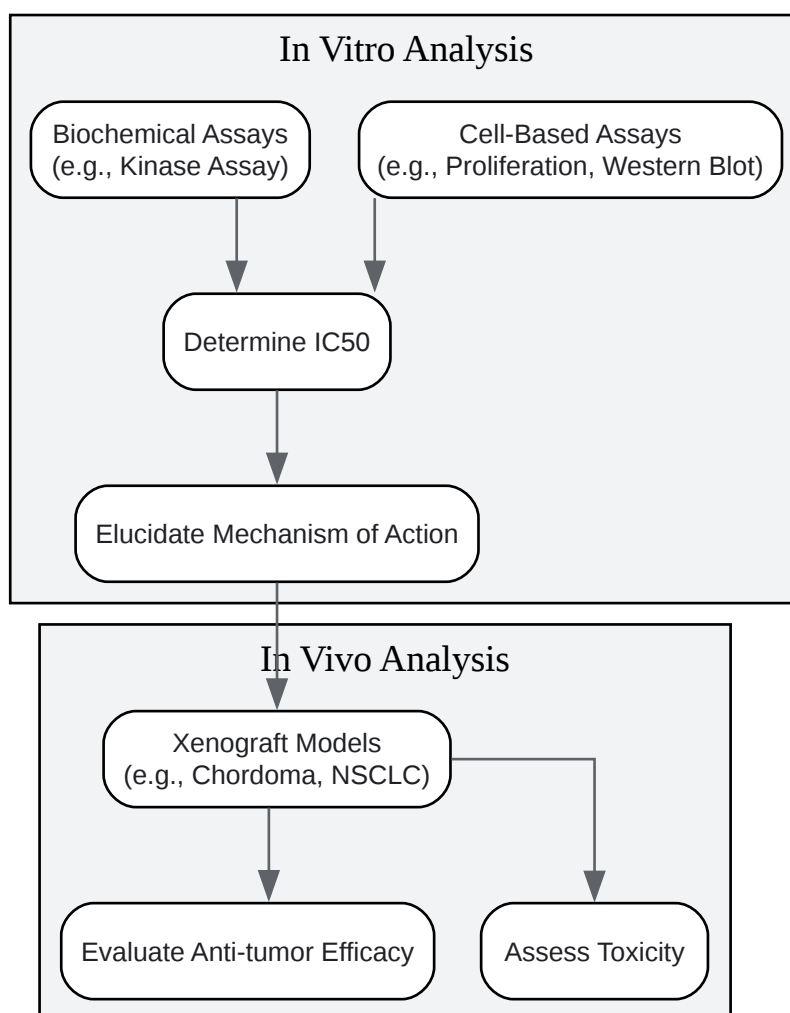 In Vitro Analysis
Biochemical Assays
(e.g., Kinase Assay)
Cell-Based Assays
(e.g., Proliferation, Western Blot)
Determine IC50
Elucidate Mechanism of Action
In Vivo Analysis
Xenograft Models
(e.g., Chordoma, NSCLC)
Evaluate Anti-tumor Efficacy
Assess Toxicity